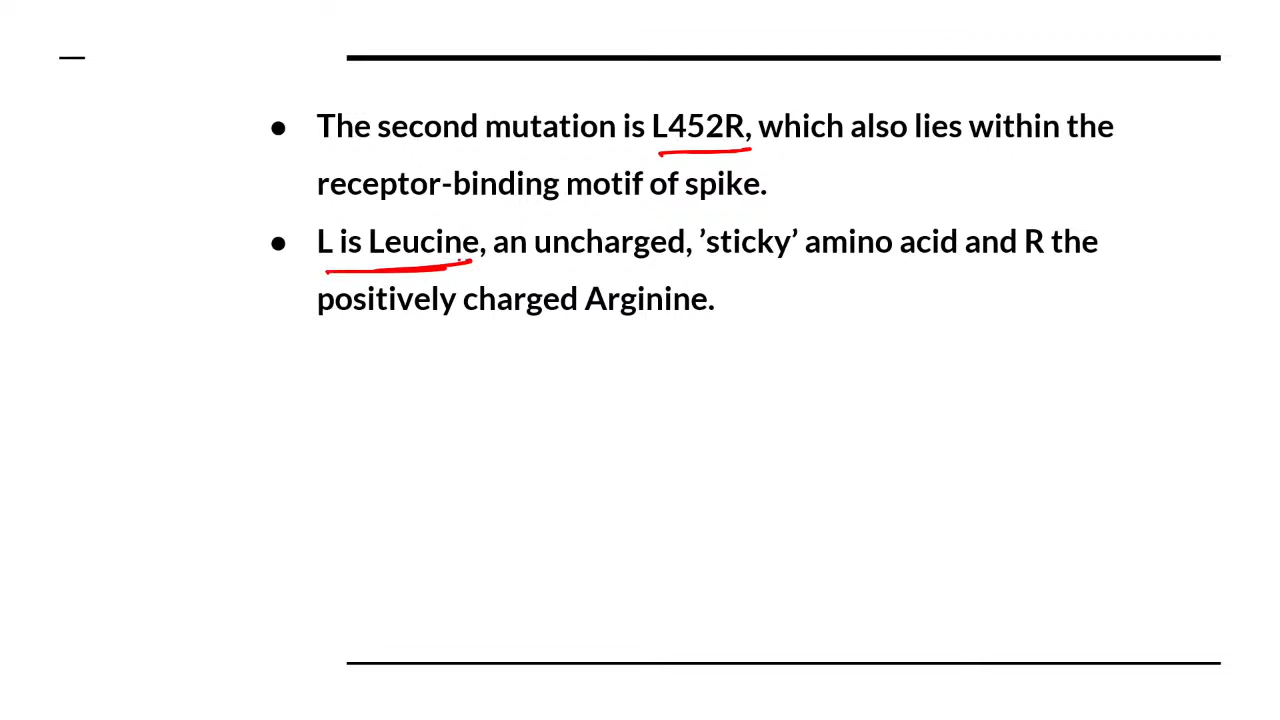 ● The second mutation is L452R, which also lies within the
receptor-binding motif of spike.
● L is Leucine, an uncharged, ’sticky’ amino acid and R the
positively charged Arginine.